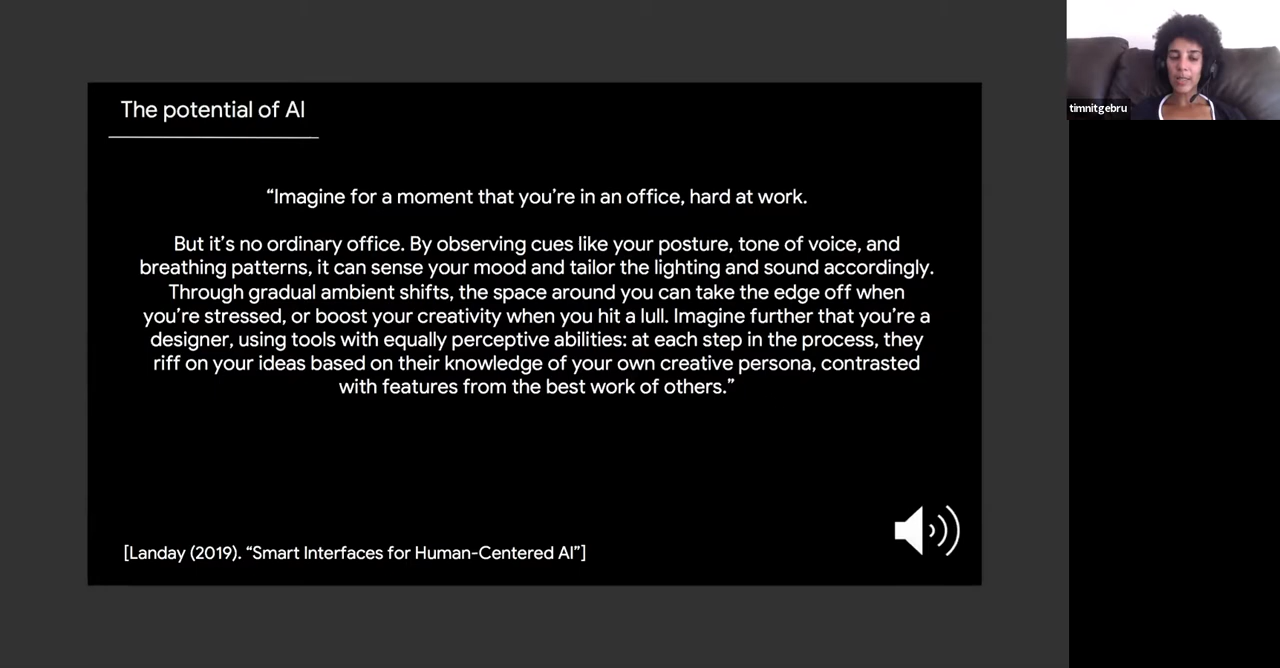 The potential of AI
“Imagine for a moment that you’re in an office, hard at work.
But it’s no ordinary office. By observing cues like your posture, tone of voice, and
breathing patterns, it can sense your mood and tailor the lighting and sound accordingly.
Through gradual ambient shifts, the space around you can take the edge off when
you’re stressed, or boost your creativity when you hit a lull. Imagine further that you’re a
designer, using tools with equally perceptive abilities: at each step in the process, they
riff on your ideas based on their knowledge of your own creative persona, contrasted
with features from the best work of others.”
[Landay (2019). “Smart Interfaces for Human-Centered AI”]
timnitgebru